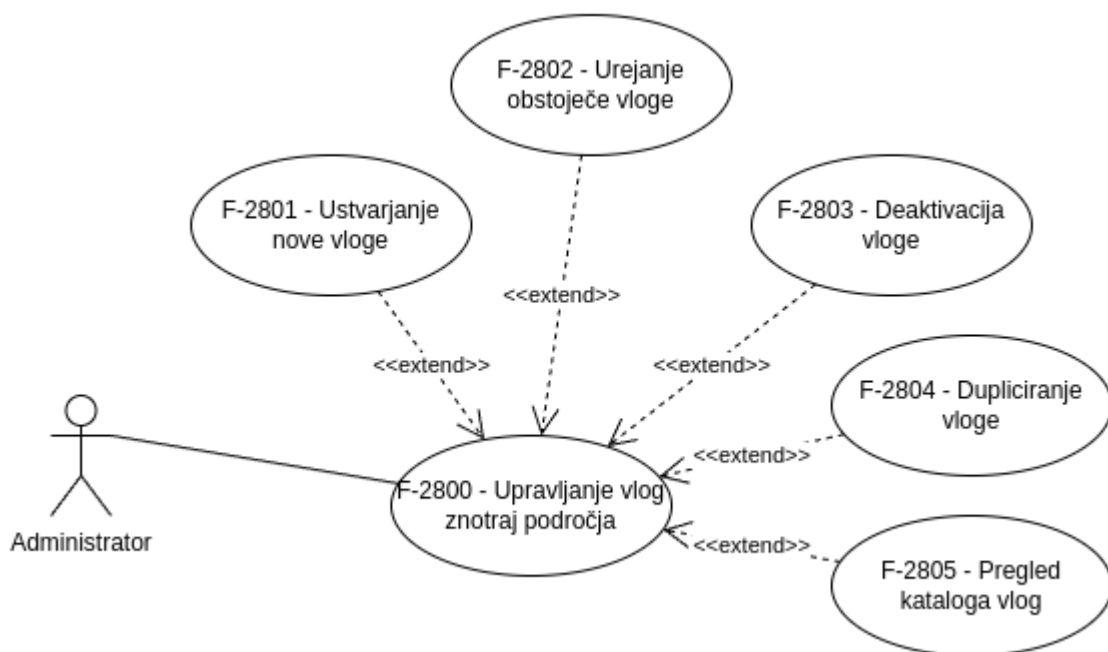 F-2802 - Urejanje
obstoječe vloge
F-2801 - Ustvarjanje
nove vloge
F-2803 - Deaktivacija
vloge
<<extend>>
<<extend>>
<<extend>>
F-2804 - Dupliciranje
vloge
<<extend>>
F-2800 - Upravljanje vlog
znotraj področja
Administrator
<<extend>>
F-2805 - Pregled
kataloga vlog